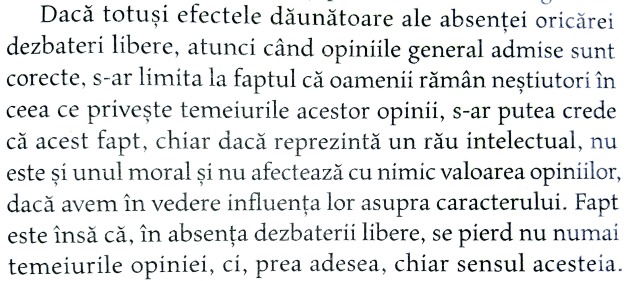 Dacă totuși efectele dăunătoare ale absenței oricărei
dezbateri libere, atunci când opiniile general admise sunt
corecte, s-ar limita la faptul că oamenii rămân neștiutori în
ceea ce privește temeiurile acestor opinii, s-ar putea crede
că acest fapt, chiar dacă reprezintă un rău intelectual, nu
este și unul moral și nu afectează cu nimic valoarea opiniilor,
dacă avem în vedere influența lor asupra caracterului. Fapt
este însă că, în absența dezbaterii libere, se pierd nu numai
temeiurile opiniei, ci, prea adesea, chiar sensul acesteia.